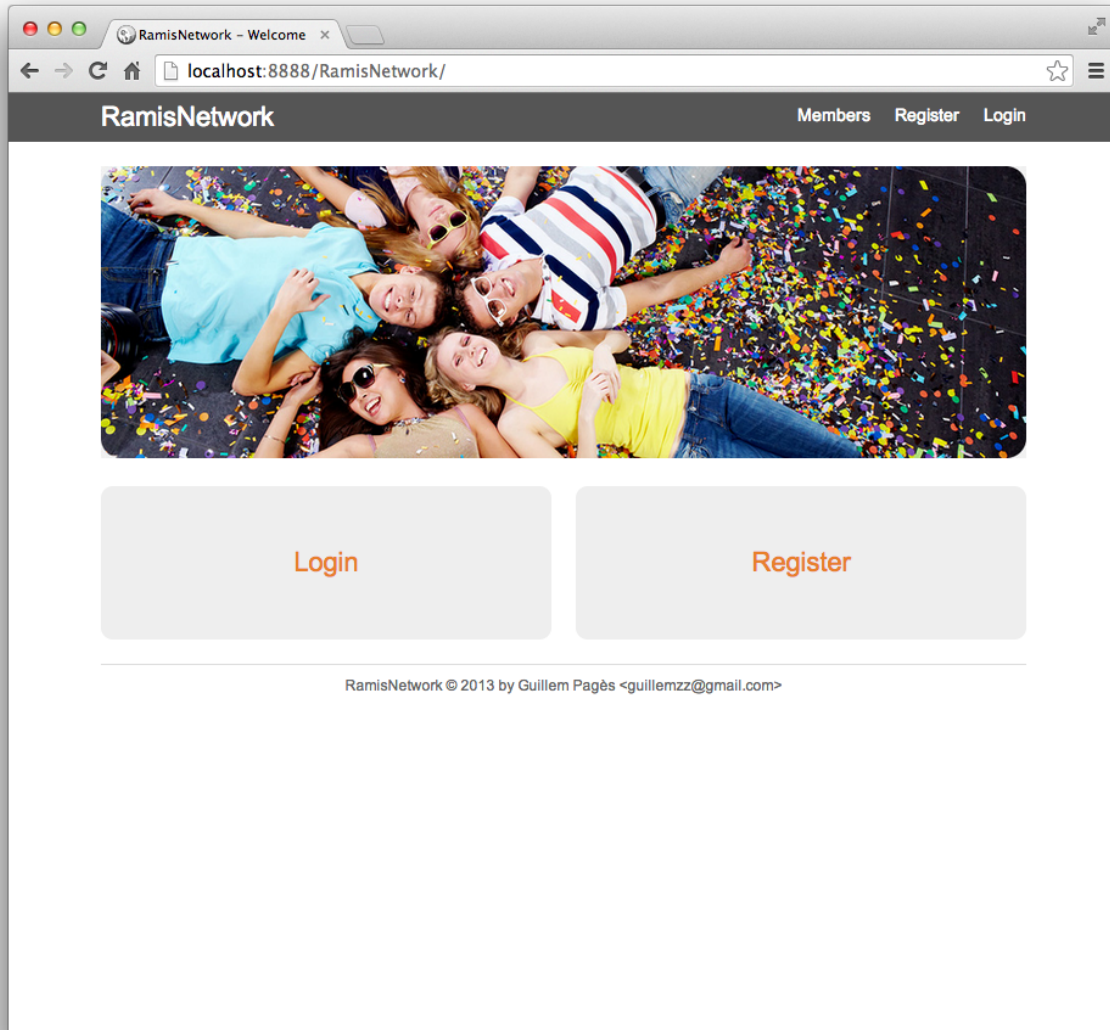 RamisNetwork – Welcome
localhost:8888/RamisNetwork/
RamisNetwork Members Register Login
Login Register
RamisNetwork © 2013 by Guillem Pagès <guillemzz@gmail.com>